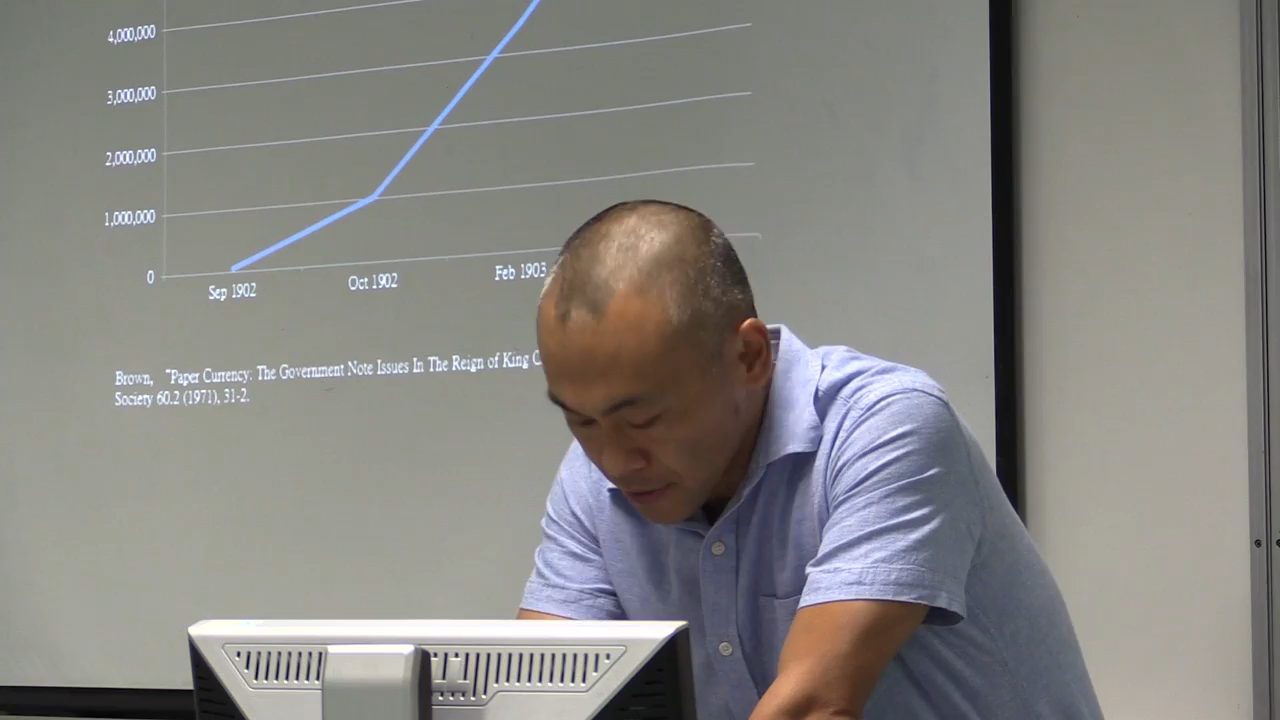 4,000,000
3,000,000
2,000,000
1,000,000
0
Sep 1902
Oct 1902
Feb 1903
Brown, "Paper Currency: The Government Note Issues In The Reign of King
Society 60.2 (1971), 31-2.